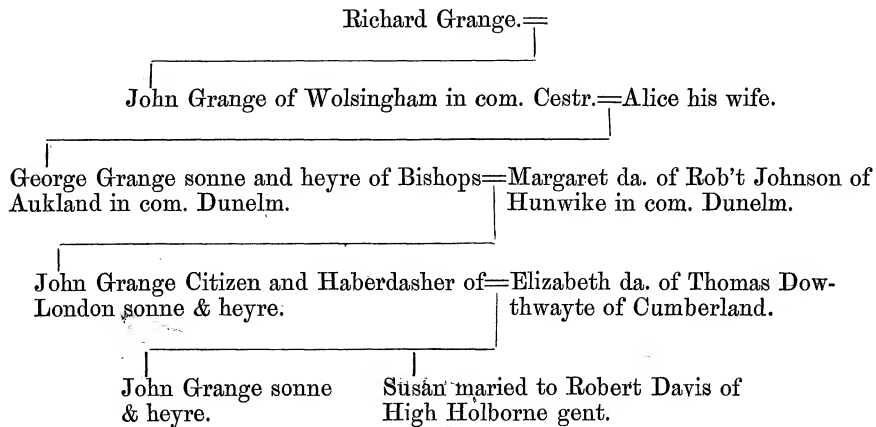 Richard Grange.=
John Grange of Wolsingham in com. Cestr.=Alice his wife.
George Grange sonne and heyre of Bishops=Margaret da. of Rob't Johnson of
Aukland in com. Dunelm. Hunwike in com. Dunelm.
John Grange Citizen and Haberdasher of=Elizabeth da. of Thomas Dow-
London sonne & heyre. thwayte of Cumberland.
John Grange sonne Susan maried to Robert Davis of
& heyre. High Holborne gent.